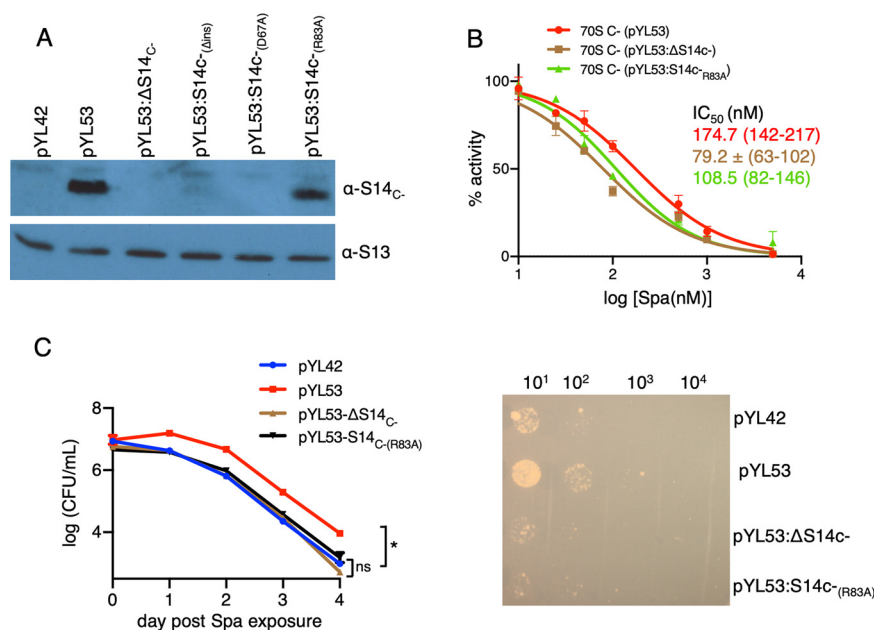 A
pYL42
pYL53
pYL53:ΔS14C-
pYL53:S14c-(Δins)
pYL53:S14c-(D67A)
pYL53:S14c-(R83A)
α-S14C-
α-S13
B
70S C- (pYL53)
70S C- (pYL53:ΔS14c-)
70S C- (pYL53:S14c-R83A)
% activity
100
50
0
IC50 (nM)
174.7 (142-217)
79.2 ± (63-102)
108.5 (82-146)
1 2 3 4
log [Spa(nM)]
C
pYL42
pYL53
pYL53-ΔS14C-
pYL53-S14C-(R83A)
log (CFU/mL)
8
6
4
*
ns
0 1 2 3 4
day post Spa exposure
10¹ 10² 10³ 10⁴
pYL42
pYL53
pYL53:ΔS14c-
pYL53:S14c-(R83A)